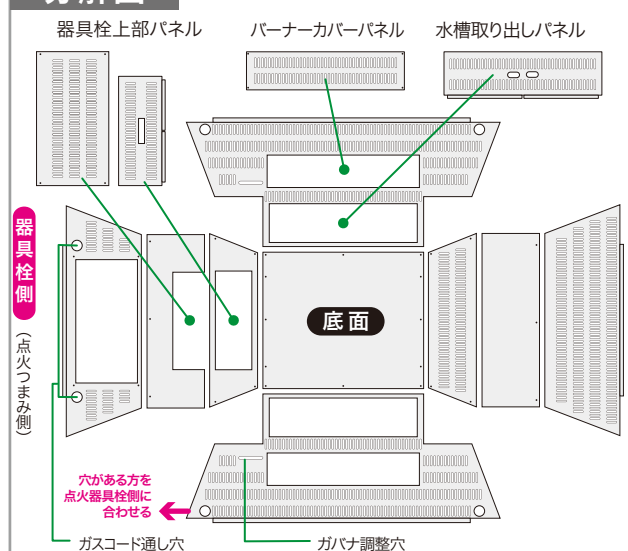 器具栓上部パネル
バーナーカバーパネル
水槽取り出しパネル
器具栓側
(点火つまみ側)
底面
穴がある方を
点火器具栓側に
合わせる
ガスコード通し穴
ガバナ調整穴